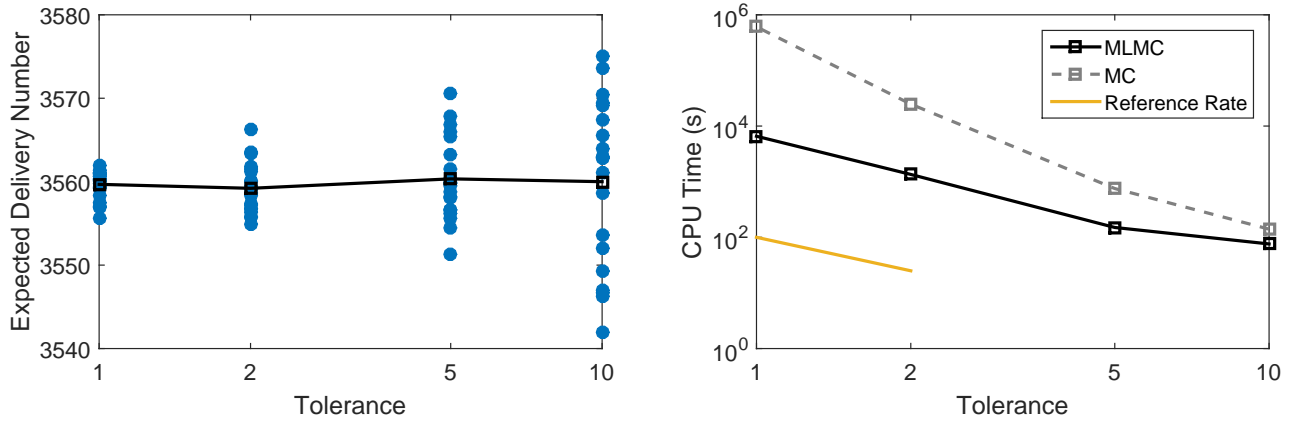 3580
3570
3560
3550
3540
Expected Delivery Number
1
2
5
10
Tolerance
10^6
10^4
10^2
10^0
CPU Time (s)
MLMC
MC
Reference Rate
1
2
5
10
Tolerance